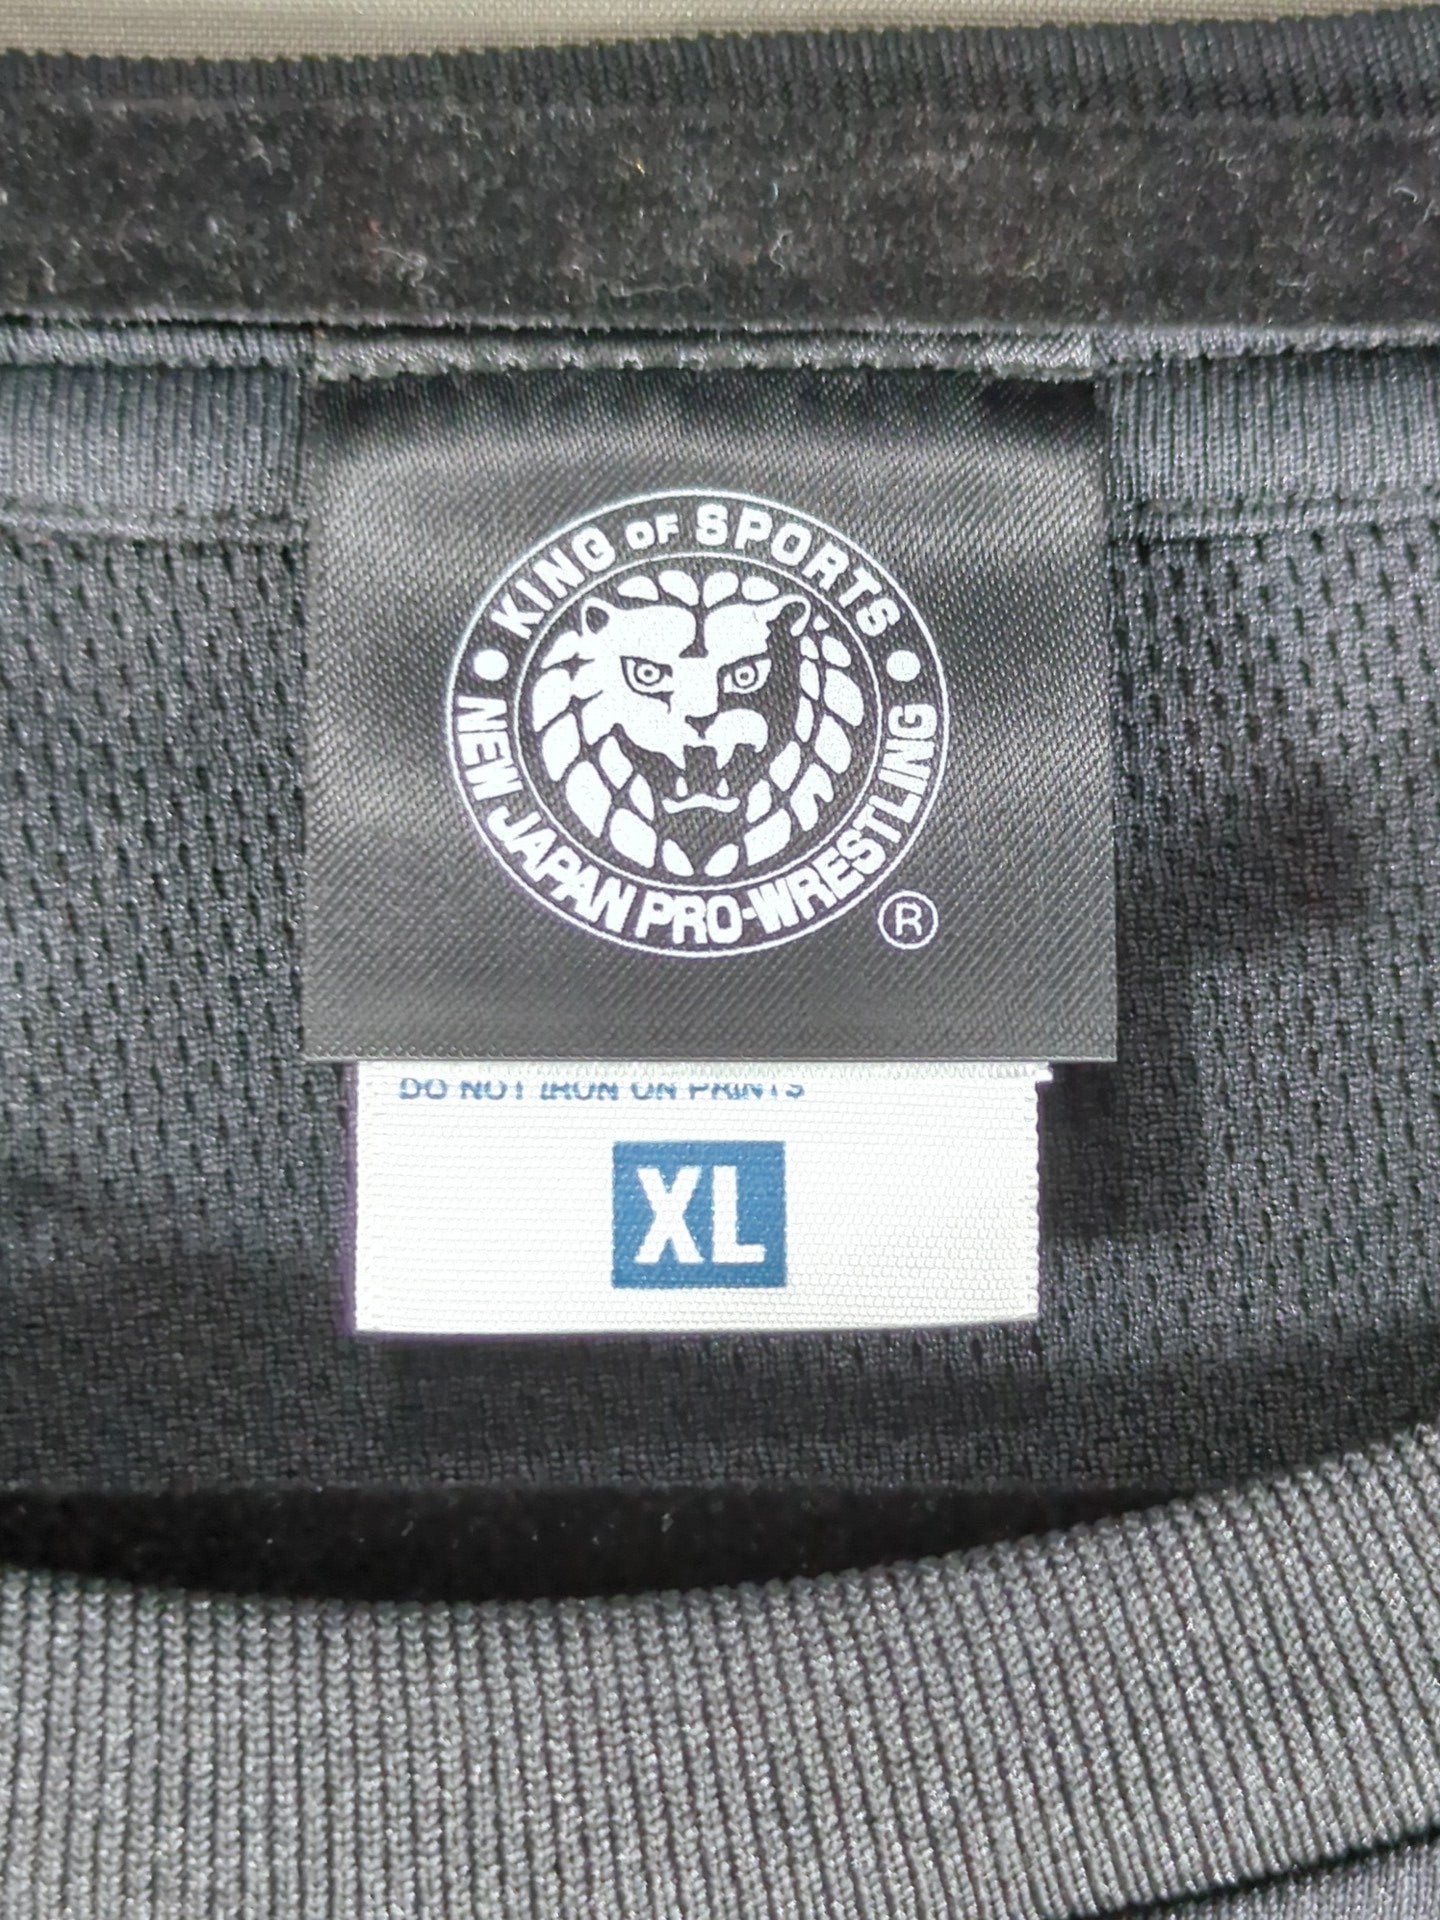 KING OF SPORTS
NEW JAPAN PRO-WRESTLING
®
DO NOT IRON ON PRINTS
XL